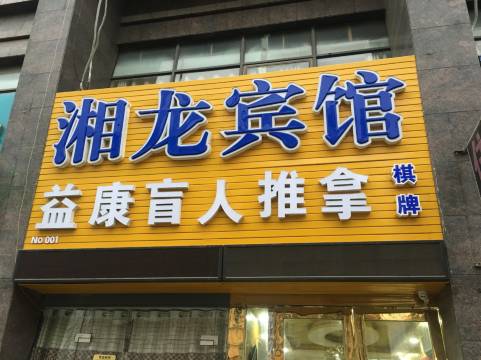 湘龙宾馆
益康盲人推拿
棋牌
No 001